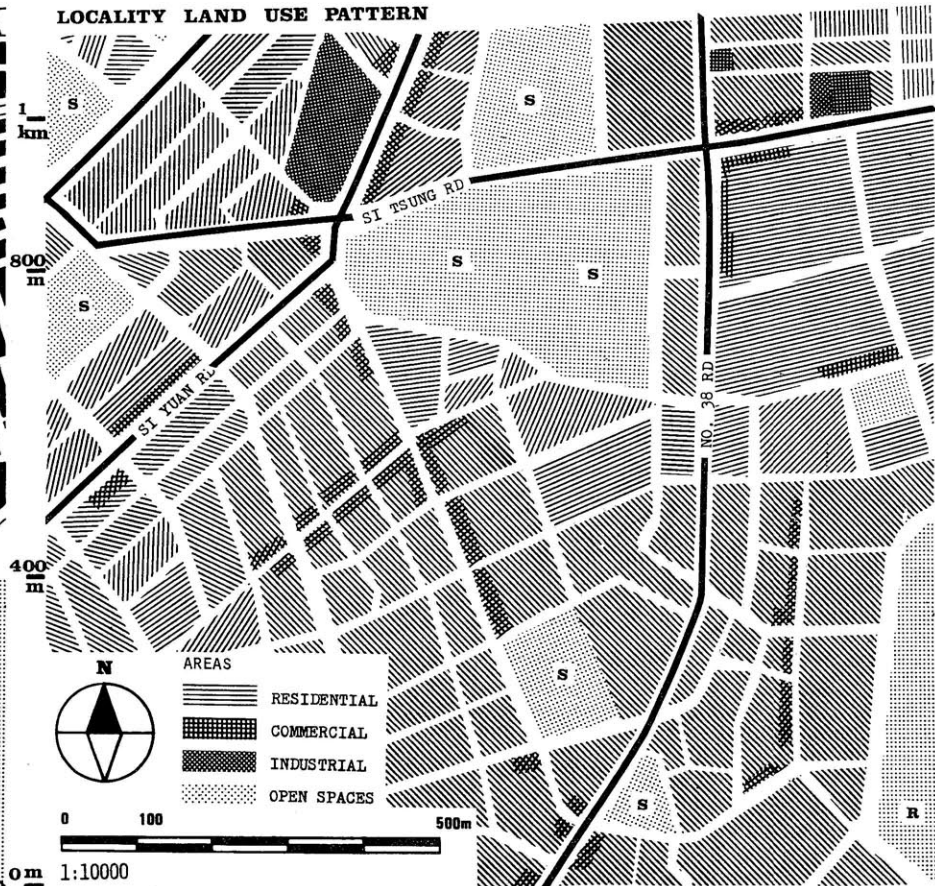 LOCALITY LAND USE PATTERN
1
km
S
S
SI TSUNG RD
800
m
S
S
S
SI YUAN RD
NO. 38 RD
400
m
S
N
AREAS
RESIDENTIAL
COMMERCIAL
INDUSTRIAL
OPEN SPACES
S
R
0 100 500m
0m 1:10000